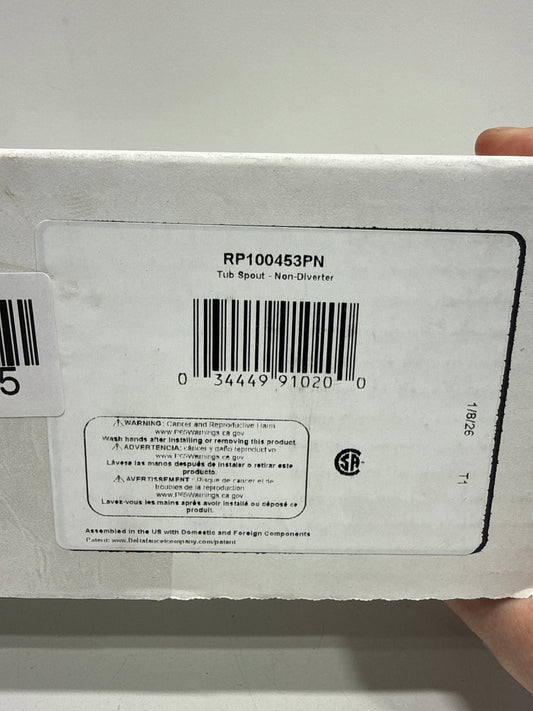 RP100453PN
Tub Spout - Non-Diverter
0 34449 91020 0
5
WARNING: Cancer and Reproductive Harm
www.P65Warnings.ca.gov
Wash hands after installing or removing this product.
ADVERTENCIA: cáncer y daño reproductivo
www.P65Warnings.ca.gov
Lávese las manos después de instalar o retirar este
producto.
AVERTISSEMENT : Risque de cancer et de
troubles de la reproduction
www.P65Warnings.ca.gov
Lavez-vous les mains après avoir installé ou déposé ce
produit.
SA
1/8/26 T1
Assembled in the US with Domestic and Foreign Components
Patent: www.Deltafaucetcompany.com/patent